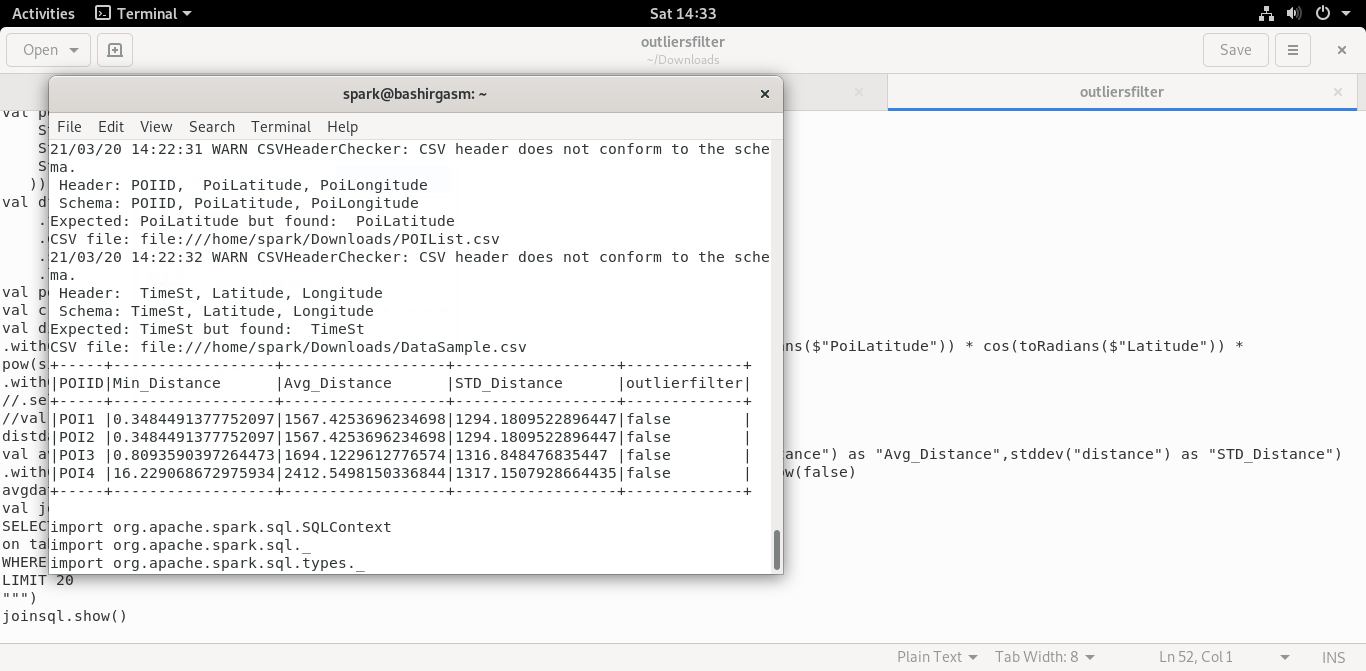 Activities Terminal Sat 14:33
Open outliersfilter Save
~/Downloads
outliersfilter
spark@bashirgasm: ~
File Edit View Search Terminal Help
21/03/20 14:22:31 WARN CSVHeaderChecker: CSV header does not conform to the sche
ma.
 Header: POIID,  PoiLatitude, PoiLongitude
 Schema: POIID, PoiLatitude, PoiLongitude
Expected: PoiLatitude but found:  PoiLatitude
CSV file: file:///home/spark/Downloads/POIList.csv
21/03/20 14:22:32 WARN CSVHeaderChecker: CSV header does not conform to the sche
ma.
 Header:  TimeSt, Latitude, Longitude
 Schema: TimeSt, Latitude, Longitude
Expected: TimeSt but found:  TimeSt
CSV file: file:///home/spark/Downloads/DataSample.csv
+-----+------------------+------------------+------------------+-------------+
|POIID|Min_Distance      |Avg_Distance      |STD_Distance      |outlierfilter|
+-----+------------------+------------------+------------------+-------------+
|POI1 |0.3484491377752097|1567.4253696234698|1294.1809522896447|false        |
|POI2 |0.3484491377752097|1567.4253696234698|1294.1809522896447|false        |
|POI3 |0.8093590397264473|1694.1229612776574|1316.848476835447 |false        |
|POI4 |16.229068672975934|2412.5498150336844|1317.1507928664435|false        |
+-----+------------------+------------------+------------------+-------------+
import org.apache.spark.sql.SQLContext
import org.apache.spark.sql._
import org.apache.spark.sql.types._
val p
))
val d
val p
val c
val d
.with ns($"PoiLatitude")) * cos(toRadians($"Latitude")) *
pow(s
.with
//.se
//val
distd
val a ance") as "Avg_Distance",stddev("distance") as "STD_Distance")
.with ow(false)
avgda
val j
SELEC
on ta
WHERE
LIMIT 20
""")
joinsql.show()
Plain Text Tab Width: 8 Ln 52, Col 1 INS